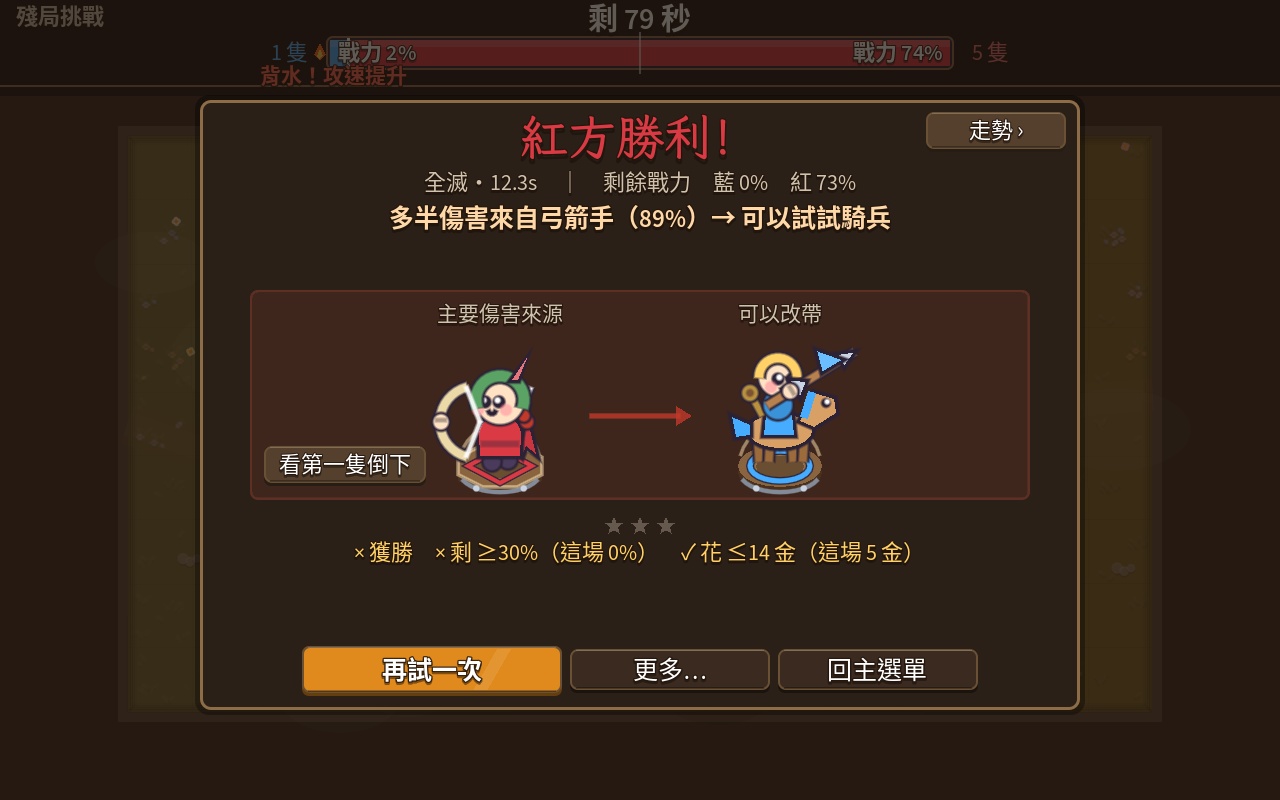 殘局挑戰
剩 79 秒
1 隻 戰力 2% 戰力 74% 5 隻
背水！攻速提升
紅方勝利！
走勢 ›
全滅・12.3s ｜ 剩餘戰力 藍 0% 紅 73%
多半傷害來自弓箭手（89%）→ 可以試試騎兵
主要傷害來源 可以改帶
看第一隻倒下
★ ★ ★
× 獲勝 × 剩 ≥30%（這場 0%） ✓ 花 ≤14 金（這場 5 金）
再試一次 更多… 回主選單